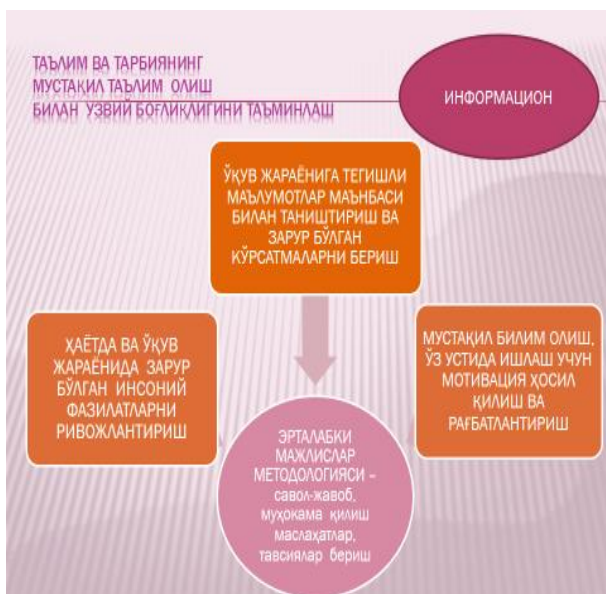 ТАЪЛИМ ВА ТАРБИЯНИНГ
МУСТАҚИЛ ТАЪЛИМ ОЛИШ
БИЛАН УЗВИЙ БОҒЛИҚЛИГИНИ ТАЪМИНЛАШ
ИНФОРМАЦИОН
ЎҚУВ ЖАРАЁНИГА ТЕГИШЛИ
МАЪЛУМОТЛАР МАЪНБАСИ
БИЛАН ТАНИШТИРИШ ВА
ЗАРУР БЎЛГАН
КЎРСАТМАЛАРНИ БЕРИШ
ҲАЁТДА ВА ЎҚУВ
ЖАРАЁНИДА ЗАРУР
БЎЛГАН ИНСОНИЙ
ФАЗИЛАТЛАРНИ
РИВОЖЛАНТИРИШ
МУСТАҚИЛ БИЛИМ ОЛИШ,
ЎЗ УСТИДА ИШЛАШ УЧУН
МОТИВАЦИЯ ҲОСИЛ
ҚИЛИШ ВА
РАҒБАТЛАНТИРИШ
ЭРТАЛАБКИ
МАЖЛИСЛАР
МЕТОДОЛОГИЯСИ –
савол-жавоб,
муҳокама қилиш
маслаҳатлар,
тавсиялар бериш